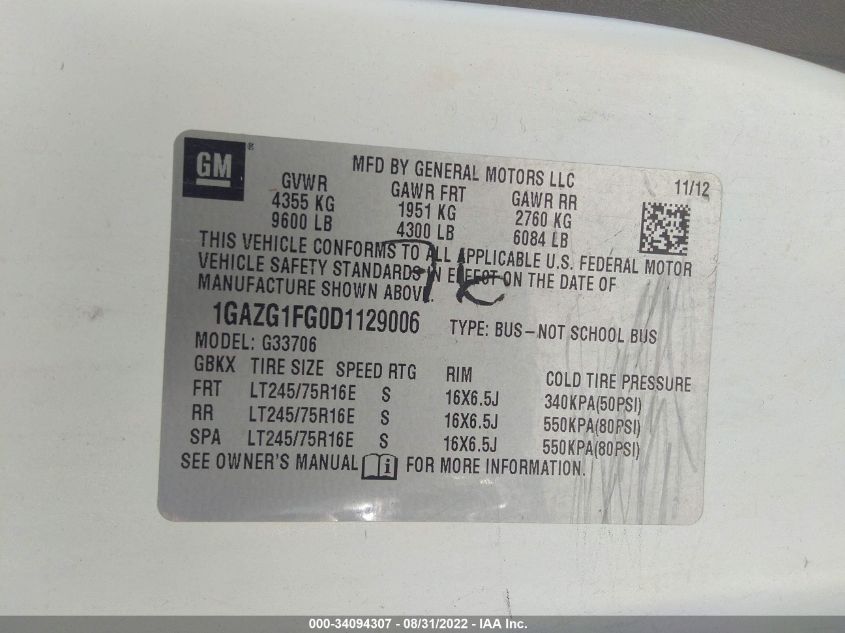 GM®
MFD BY GENERAL MOTORS LLC 11/12
GVWR GAWR FRT GAWR RR
4355 KG 1951 KG 2760 KG
9600 LB 4300 LB 6084 LB
THIS VEHICLE CONFORMS TO ALL APPLICABLE U.S. FEDERAL MOTOR
VEHICLE SAFETY STANDARDS IN EFFECT ON THE DATE OF
MANUFACTURE SHOWN ABOVE.
1GAZG1FG0D1129006 TYPE: BUS–NOT SCHOOL BUS
MODEL: G33706
GBKX TIRE SIZE SPEED RTG RIM COLD TIRE PRESSURE
FRT LT245/75R16E S 16X6.5J 340KPA(50PSI)
RR LT245/75R16E S 16X6.5J 550KPA(80PSI)
SPA LT245/75R16E S 16X6.5J 550KPA(80PSI)
SEE OWNER'S MANUAL FOR MORE INFORMATION.
000-34094307 - 08/31/2022 - IAA Inc.